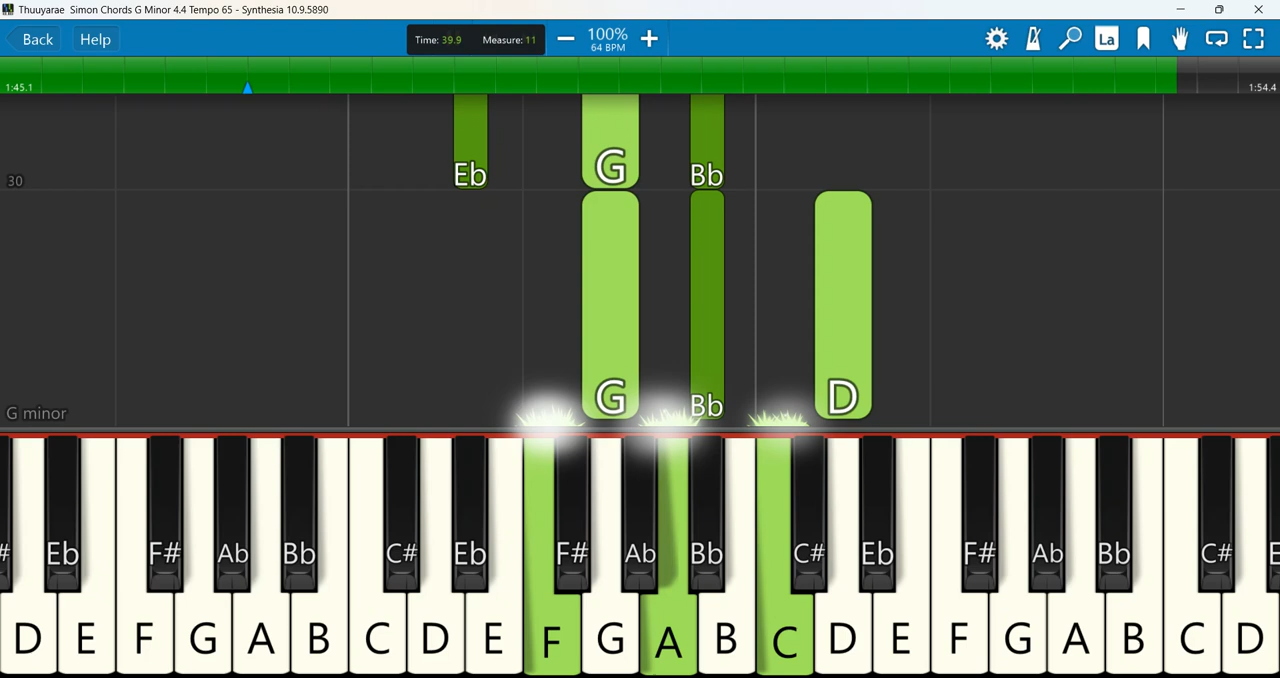 Thuuyarae  Simon Chords G Minor 4.4 Tempo 65 - Synthesia 10.9.5890
Back Help Time: 39.9 Measure: 11 100% La
64 BPM
1:45.1 1:54.4
Eb G Bb
30
G Bb D
G minor
# Eb F# Ab Bb C# Eb F# Ab Bb C# Eb F# Ab Bb C# E
D E F G A B C D E F G A B C D E F G A B C D